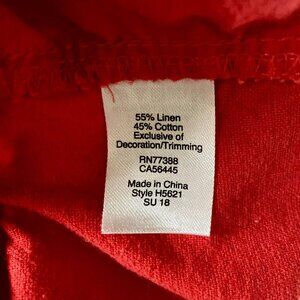 55% Linen
45% Cotton
Exclusive of
Decoration/Trimming
RN77388
CA56445
Made in China
Style H5621
SU 18